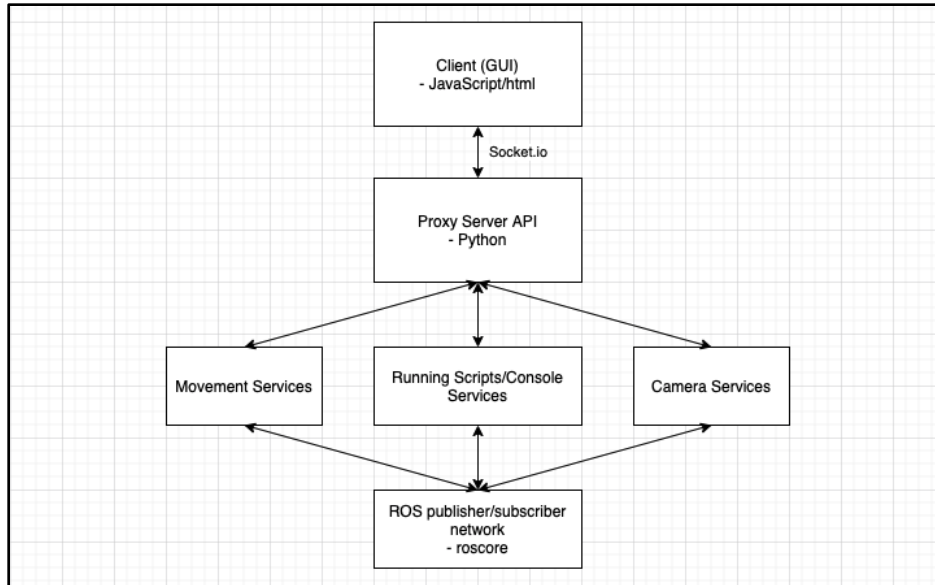 Client (GUI)
- JavaScript/html
Socket.io
Proxy Server API
- Python
Movement Services
Running Scripts/Console
Services
Camera Services
ROS publisher/subscriber
network
- roscore